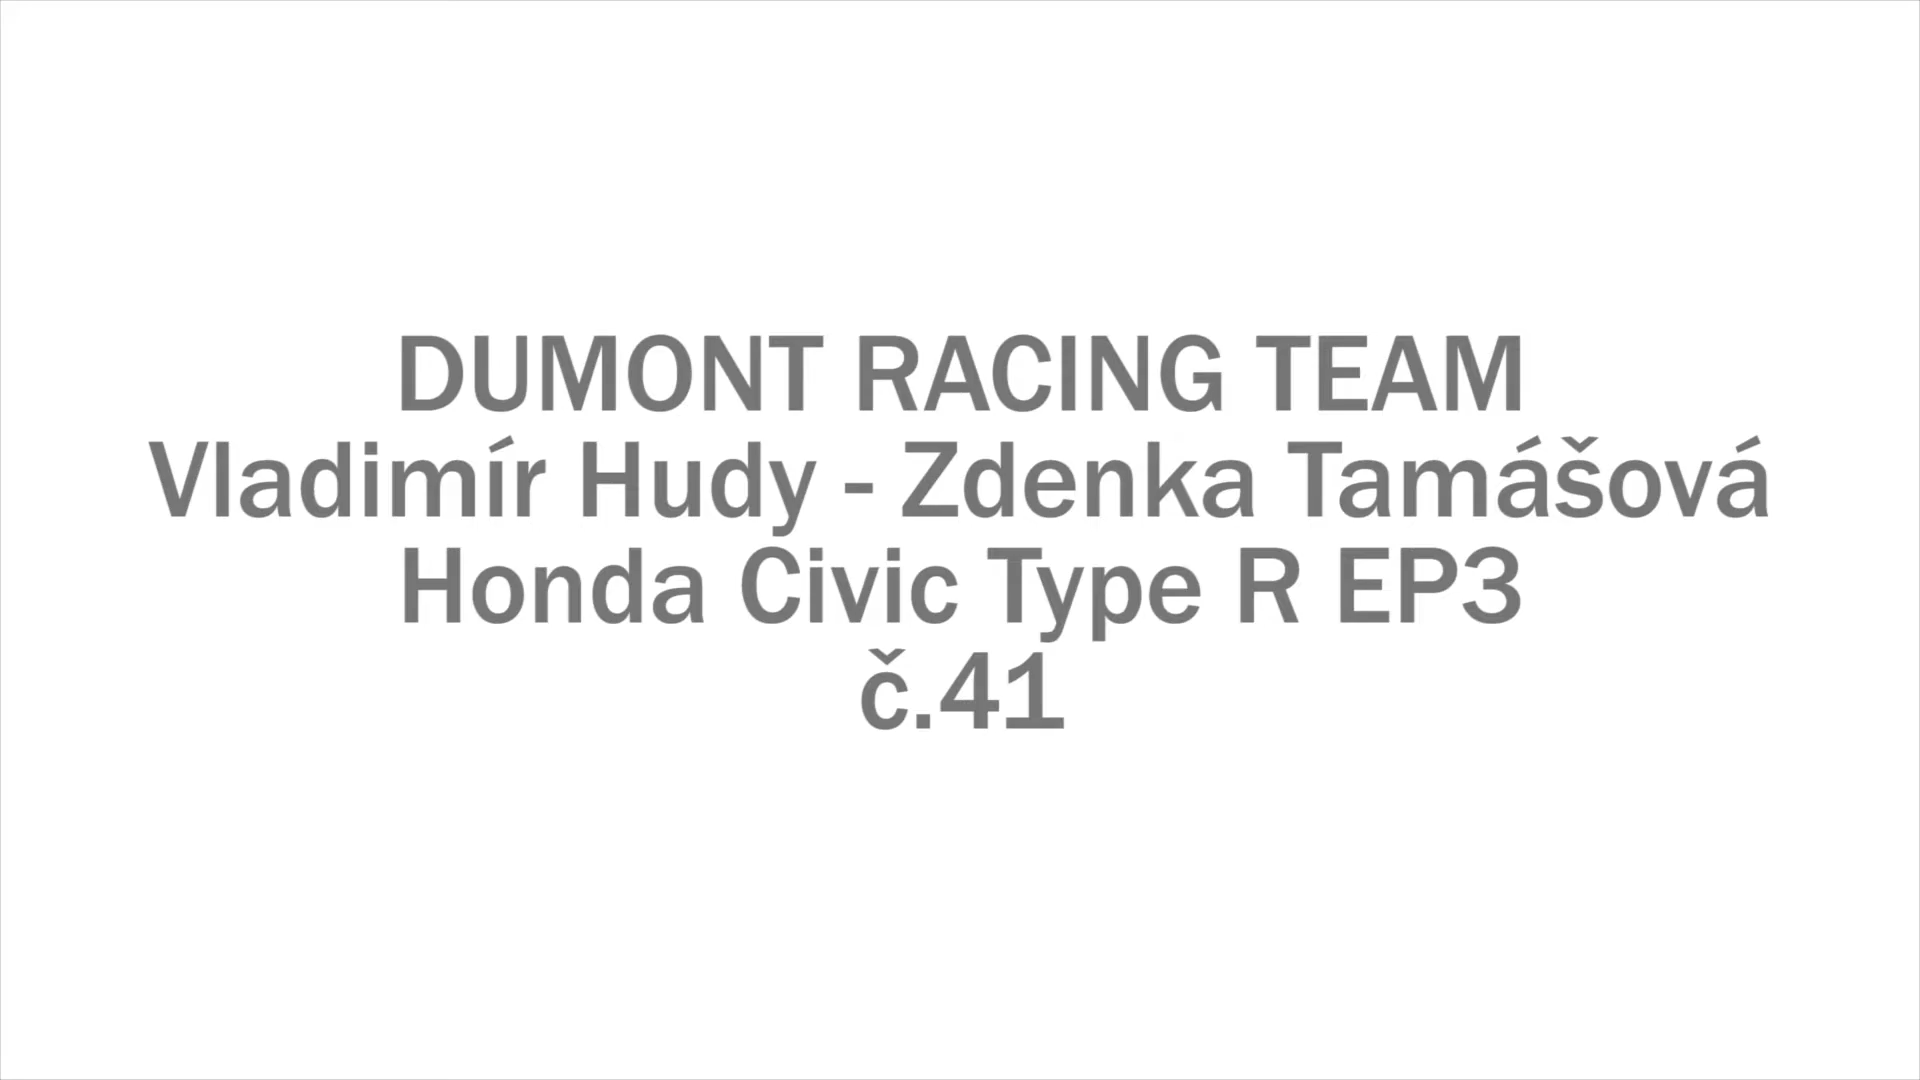 DUMONT RACING TEAM
Vladimír Hudy - Zdenka Tamášová
Honda Civic Type R EP3
č.41